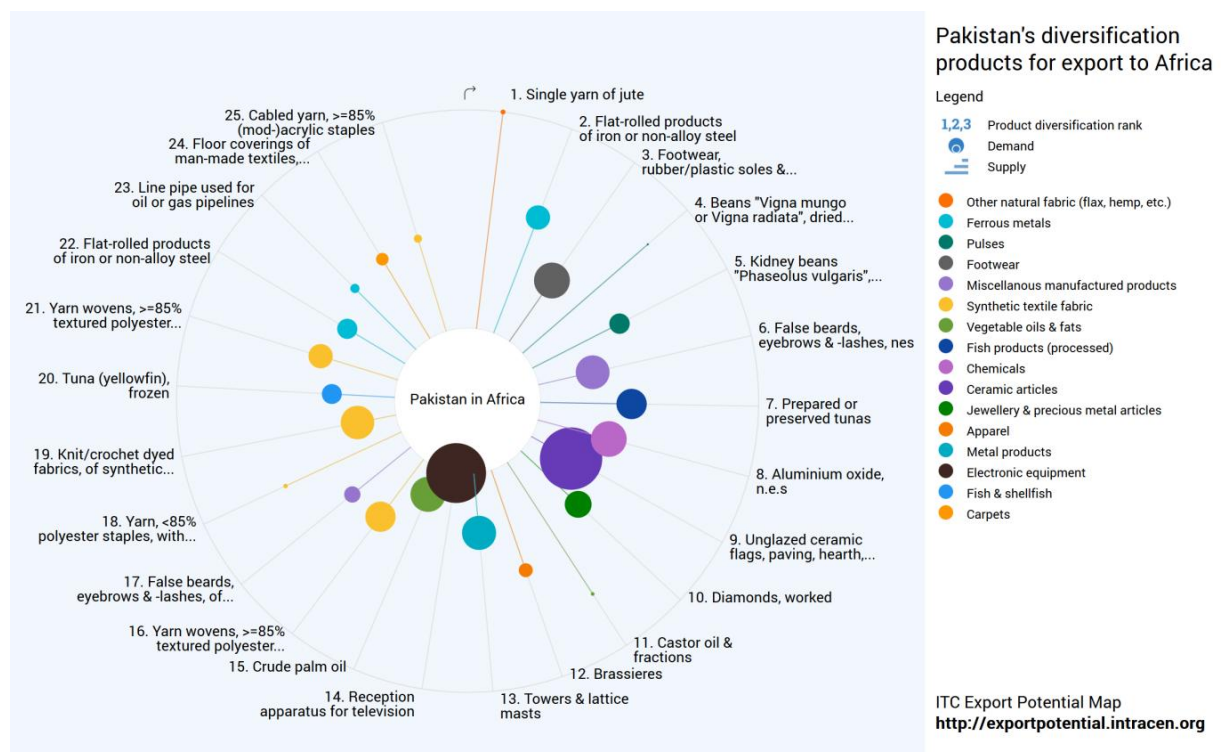 Pakistan's diversification
products for export to Africa
Legend
1,2,3 Product diversification rank
Demand
Supply
Other natural fabric (flax, hemp, etc.)
Ferrous metals
Pulses
Footwear
Miscellanous manufactured products
Synthetic textile fabric
Vegetable oils & fats
Fish products (processed)
Chemicals
Ceramic articles
Jewellery & precious metal articles
Apparel
Metal products
Electronic equipment
Fish & shellfish
Carpets
1. Single yarn of jute
2. Flat-rolled products
of iron or non-alloy steel
3. Footwear,
rubber/plastic soles &...
4. Beans "Vigna mungo
or Vigna radiata", dried...
5. Kidney beans
"Phaseolus vulgaris",...
6. False beards,
eyebrows & -lashes, nes
7. Prepared or
preserved tunas
8. Aluminium oxide,
n.e.s
9. Unglazed ceramic
flags, paving, hearth,...
10. Diamonds, worked
11. Castor oil &
fractions
12. Brassieres
13. Towers & lattice
masts
14. Reception
apparatus for television
15. Crude palm oil
16. Yarn wovens, >=85%
textured polyester...
17. False beards,
eyebrows & -lashes, of...
18. Yarn, <85%
polyester staples, with...
19. Knit/crochet dyed
fabrics, of synthetic...
20. Tuna (yellowfin),
frozen
21. Yarn wovens, >=85%
textured polyester...
22. Flat-rolled products
of iron or non-alloy steel
23. Line pipe used for
oil or gas pipelines
24. Floor coverings of
man-made textiles,...
25. Cabled yarn, >=85%
(mod-)acrylic staples
Pakistan in Africa
ITC Export Potential Map
http://exportpotential.intracen.org